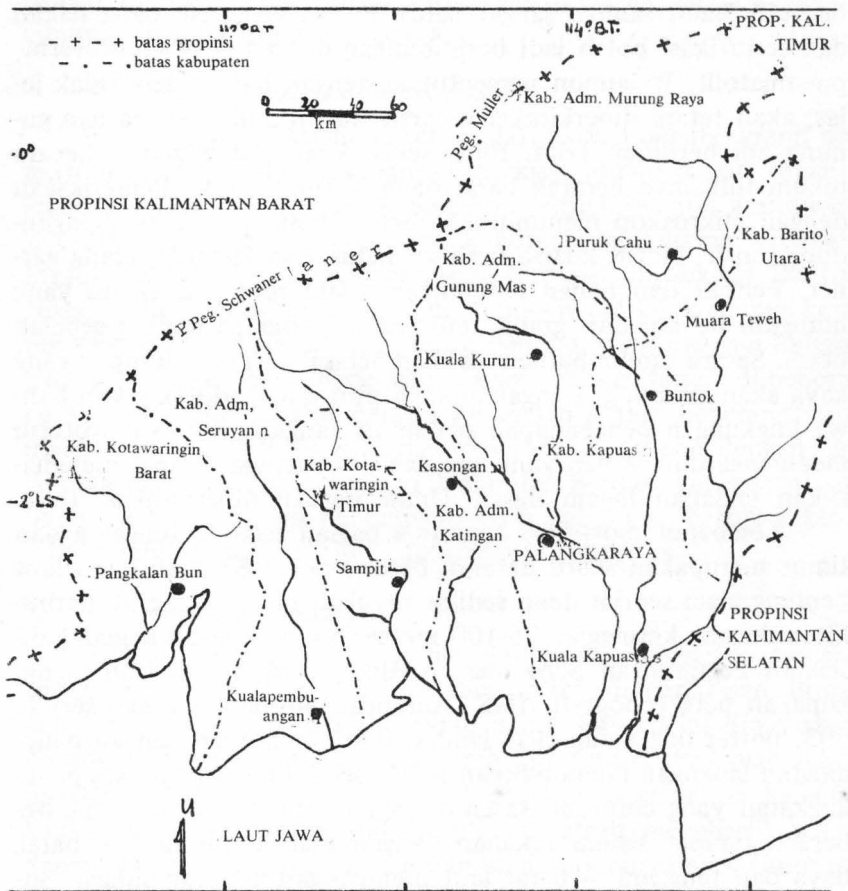 114° BT.
PROP. KAL.
TIMUR
batas propinsi
batas kabupaten
0 20 40 60
km
Kab. Adm. Murung Raya
Peg. Muller
0°
PROPINSI KALIMANTAN BARAT
Puruk Cahu
Kab. Barito
Utara
Kab. Adm.
Gunung Mas
Peg. Schwaner
aner
Muara Teweh
Kuala Kurun
Buntok
Kab. Adm,
Seruyan
Kab. Kotawaringin
Barat
Kab. Kota-
waringin
Timur
Kab. Kapuas
Kasongan
-2° LS
Kab. Adm.
Katingan
PALANGKARAYA
Pangkalan Bun
Sampit
PROPINSI
KALIMANTAN
SELATAN
Kuala Kapuas
Kualapembu-
angan
U
LAUT JAWA